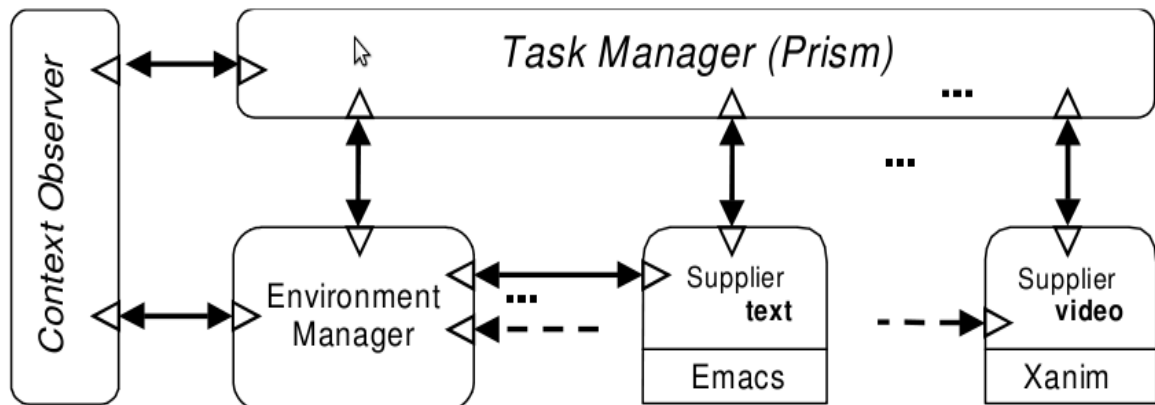 Task Manager (Prism)
...
Context Observer
...
Environment
Manager
...
Supplier
text
Emacs
Supplier
video
Xanim